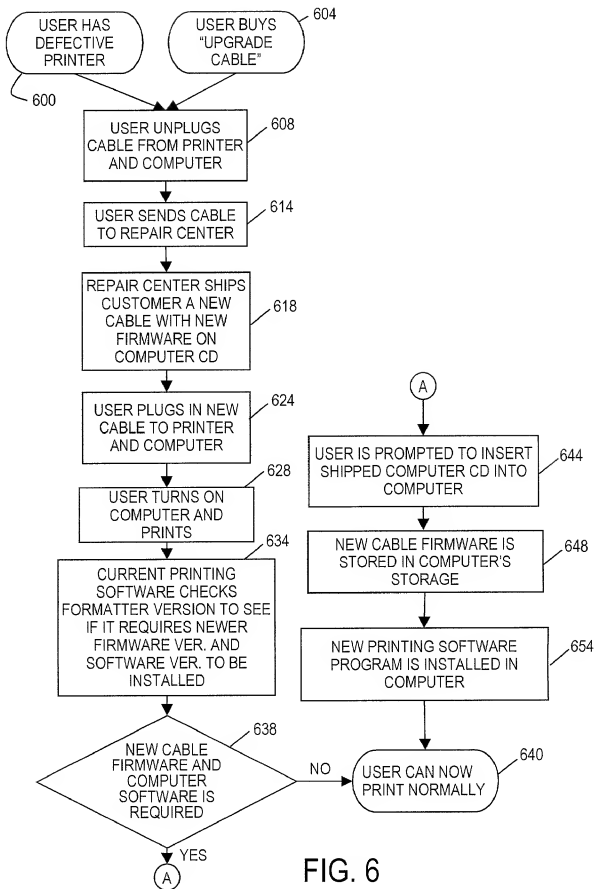 USER HAS
DEFECTIVE
PRINTER
600
USER BUYS
"UPGRADE
CABLE"
604
USER UNPLUGS
CABLE FROM PRINTER
AND COMPUTER
608
USER SENDS CABLE
TO REPAIR CENTER
614
REPAIR CENTER SHIPS
CUSTOMER A NEW
CABLE WITH NEW
FIRMWARE ON
COMPUTER CD
618
USER PLUGS IN NEW
CABLE TO PRINTER
AND COMPUTER
624
USER TURNS ON
COMPUTER AND
PRINTS
628
CURRENT PRINTING
SOFTWARE CHECKS
FORMATTER VERSION TO SEE
IF IT REQUIRES NEWER
FIRMWARE VER. AND
SOFTWARE VER. TO BE
INSTALLED
634
NEW CABLE
FIRMWARE AND
COMPUTER
SOFTWARE IS
REQUIRED
638
NO
YES
A
A
USER IS PROMPTED TO INSERT
SHIPPED COMPUTER CD INTO
COMPUTER
644
NEW CABLE FIRMWARE IS
STORED IN COMPUTER'S
STORAGE
648
NEW PRINTING SOFTWARE
PROGRAM IS INSTALLED IN
COMPUTER
654
USER CAN NOW
PRINT NORMALLY
640
FIG. 6